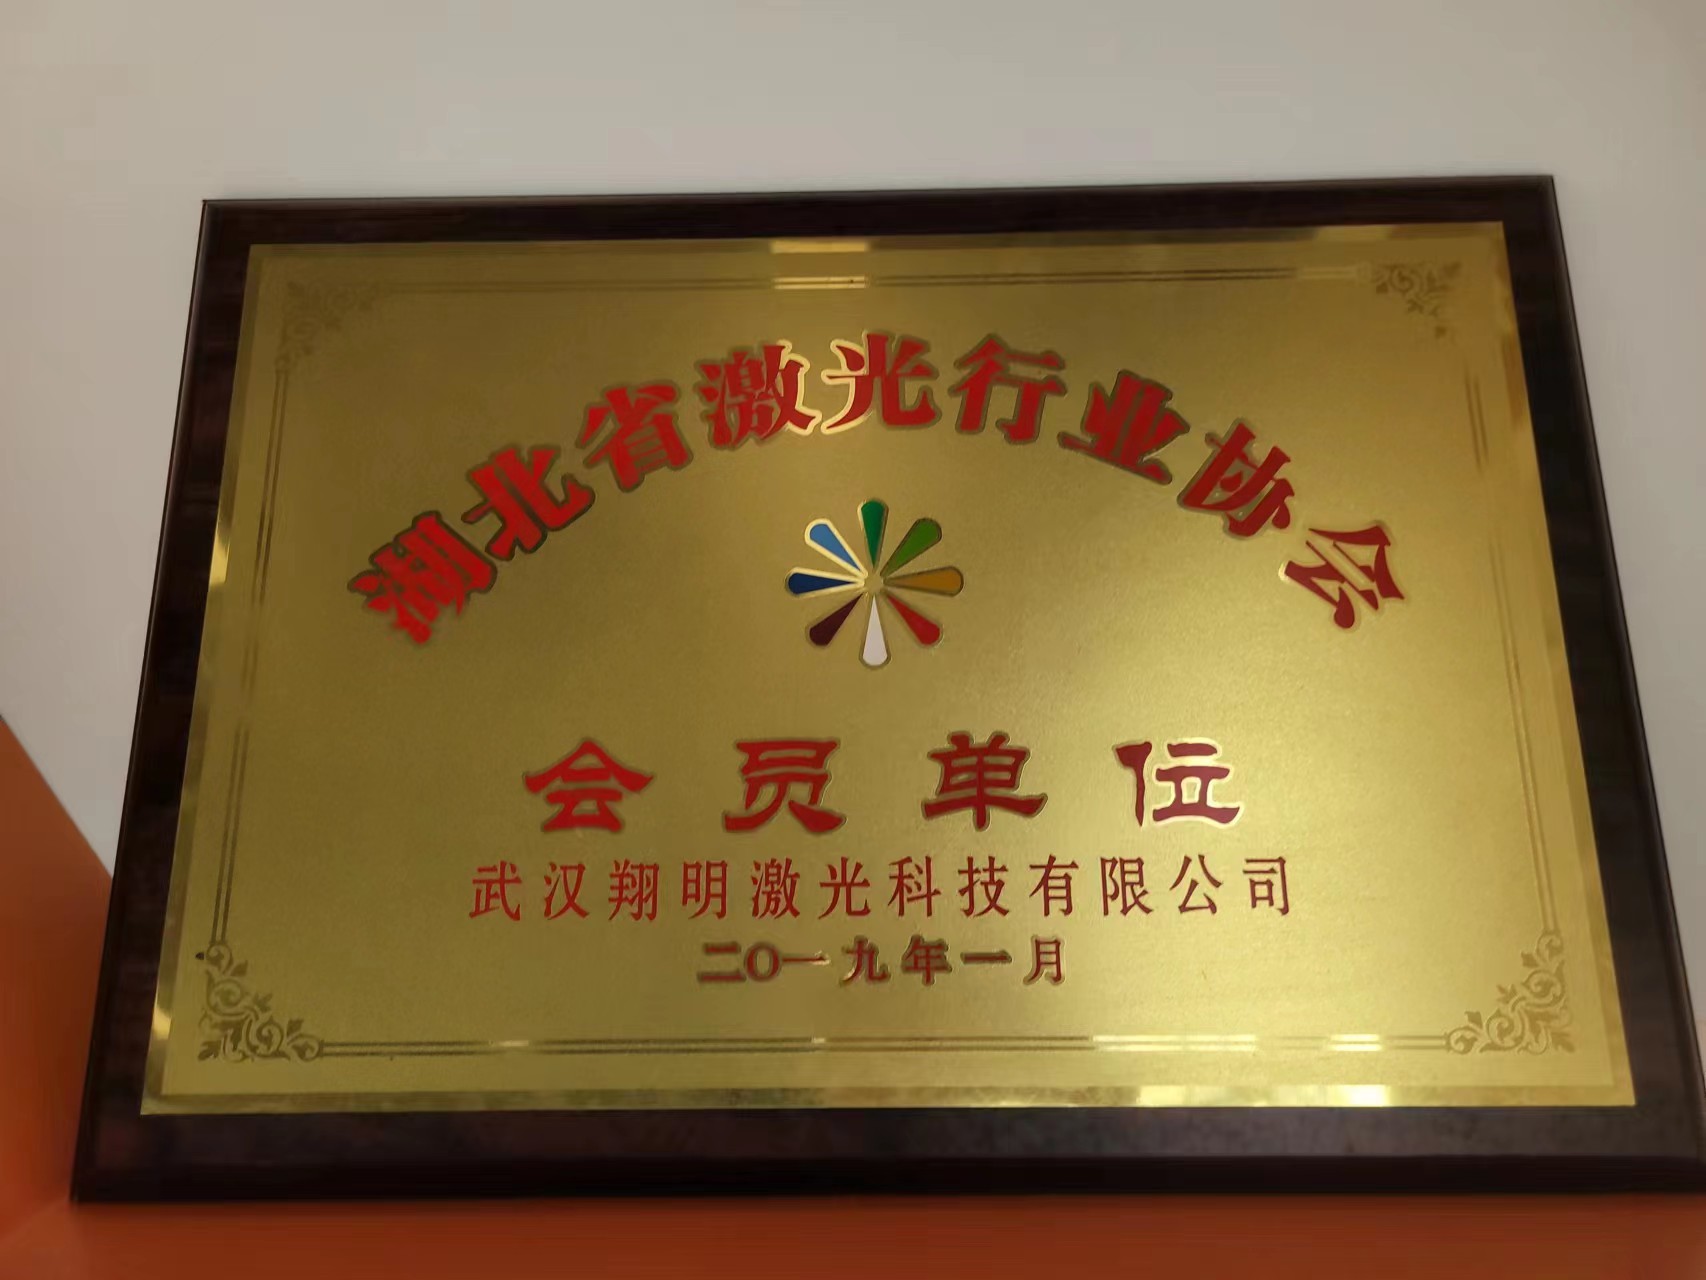 湖北省激光行业协会
会员单位
武汉翔明激光科技有限公司
二〇一九年一月